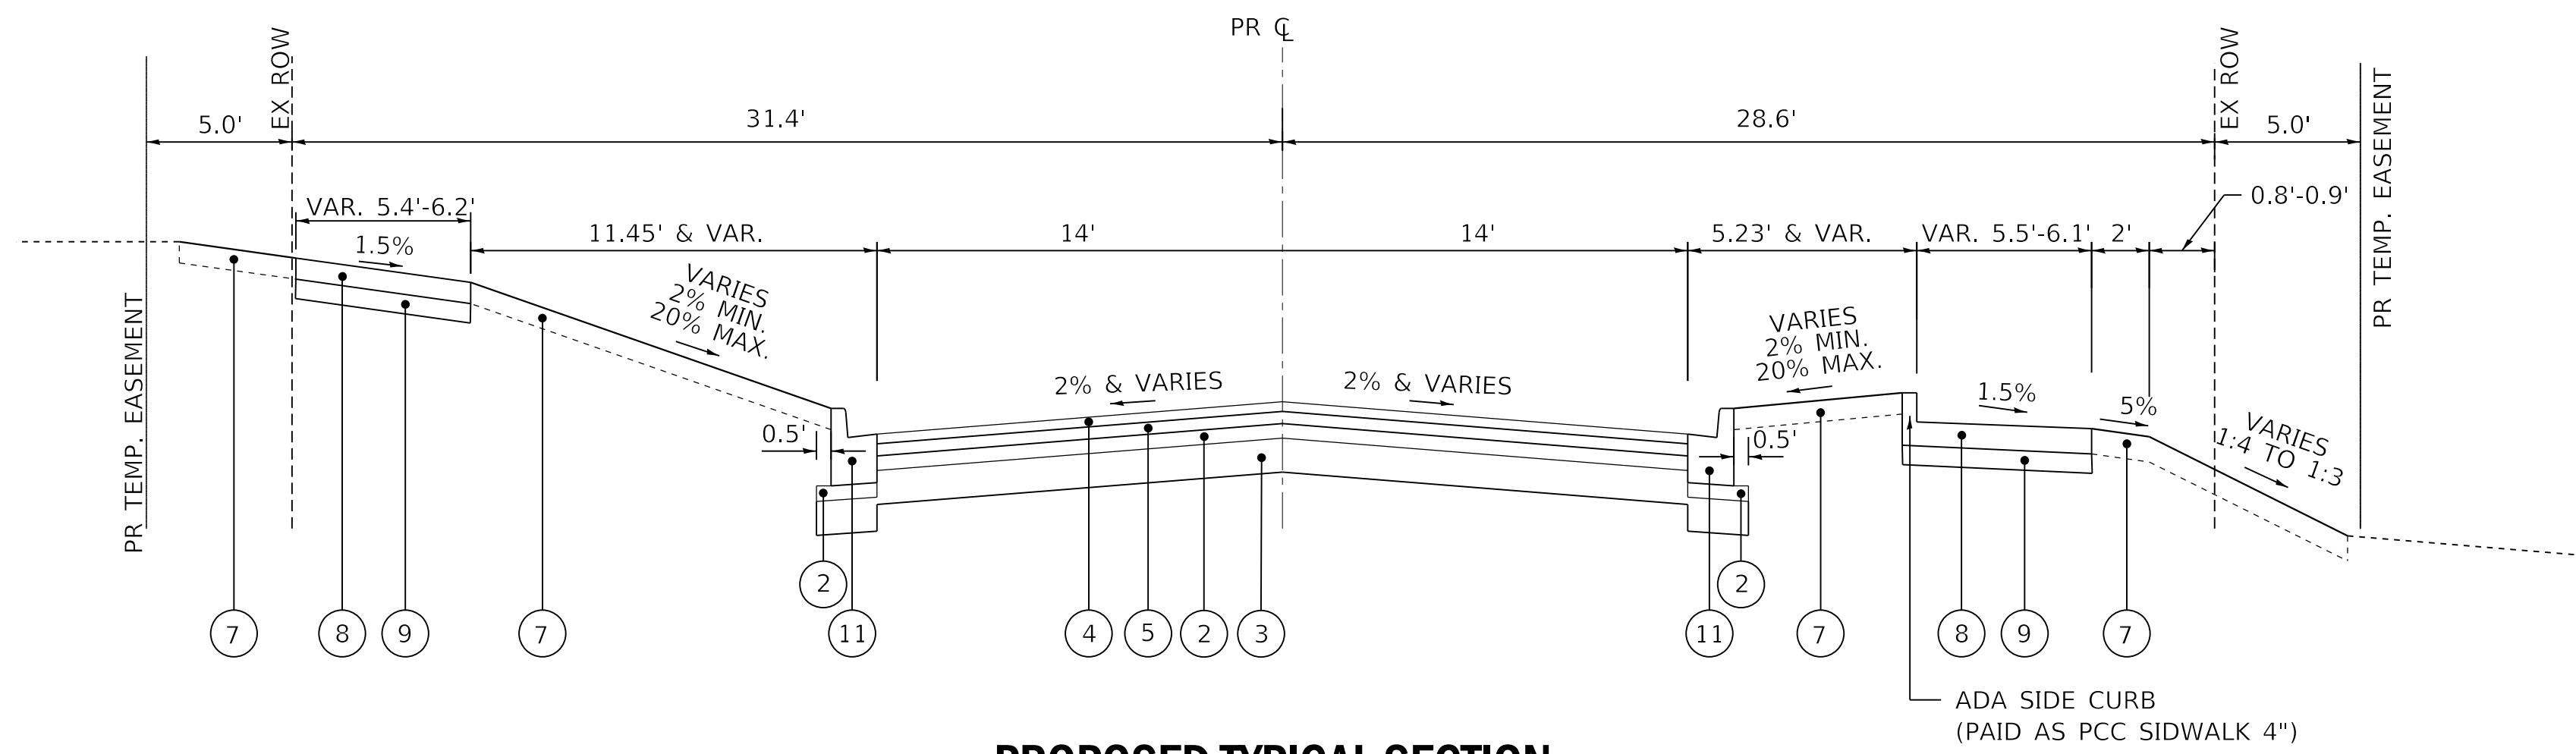 PR ℄
EX ROW
EX ROW
PR TEMP. EASEMENT
5.0'
31.4'
28.6'
5.0'
VAR. 5.4'-6.2'
0.8'-0.9'
1.5%
11.45' & VAR.
14'
14'
5.23' & VAR.
VAR. 5.5'-6.1'
2'
VARIES
2% MIN.
20% MAX.
VARIES
2% MIN.
20% MAX.
PR TEMP. EASEMENT
2% & VARIES
2% & VARIES
1.5%
5%
VARIES
1:4 TO 1:3
0.5'
0.5'
2
2
7
8
9
7
11
4
5
2
3
11
7
8
9
7
ADA SIDE CURB
(PAID AS PCC SIDWALK 4")
PROPOSED TYPICAL SECTION